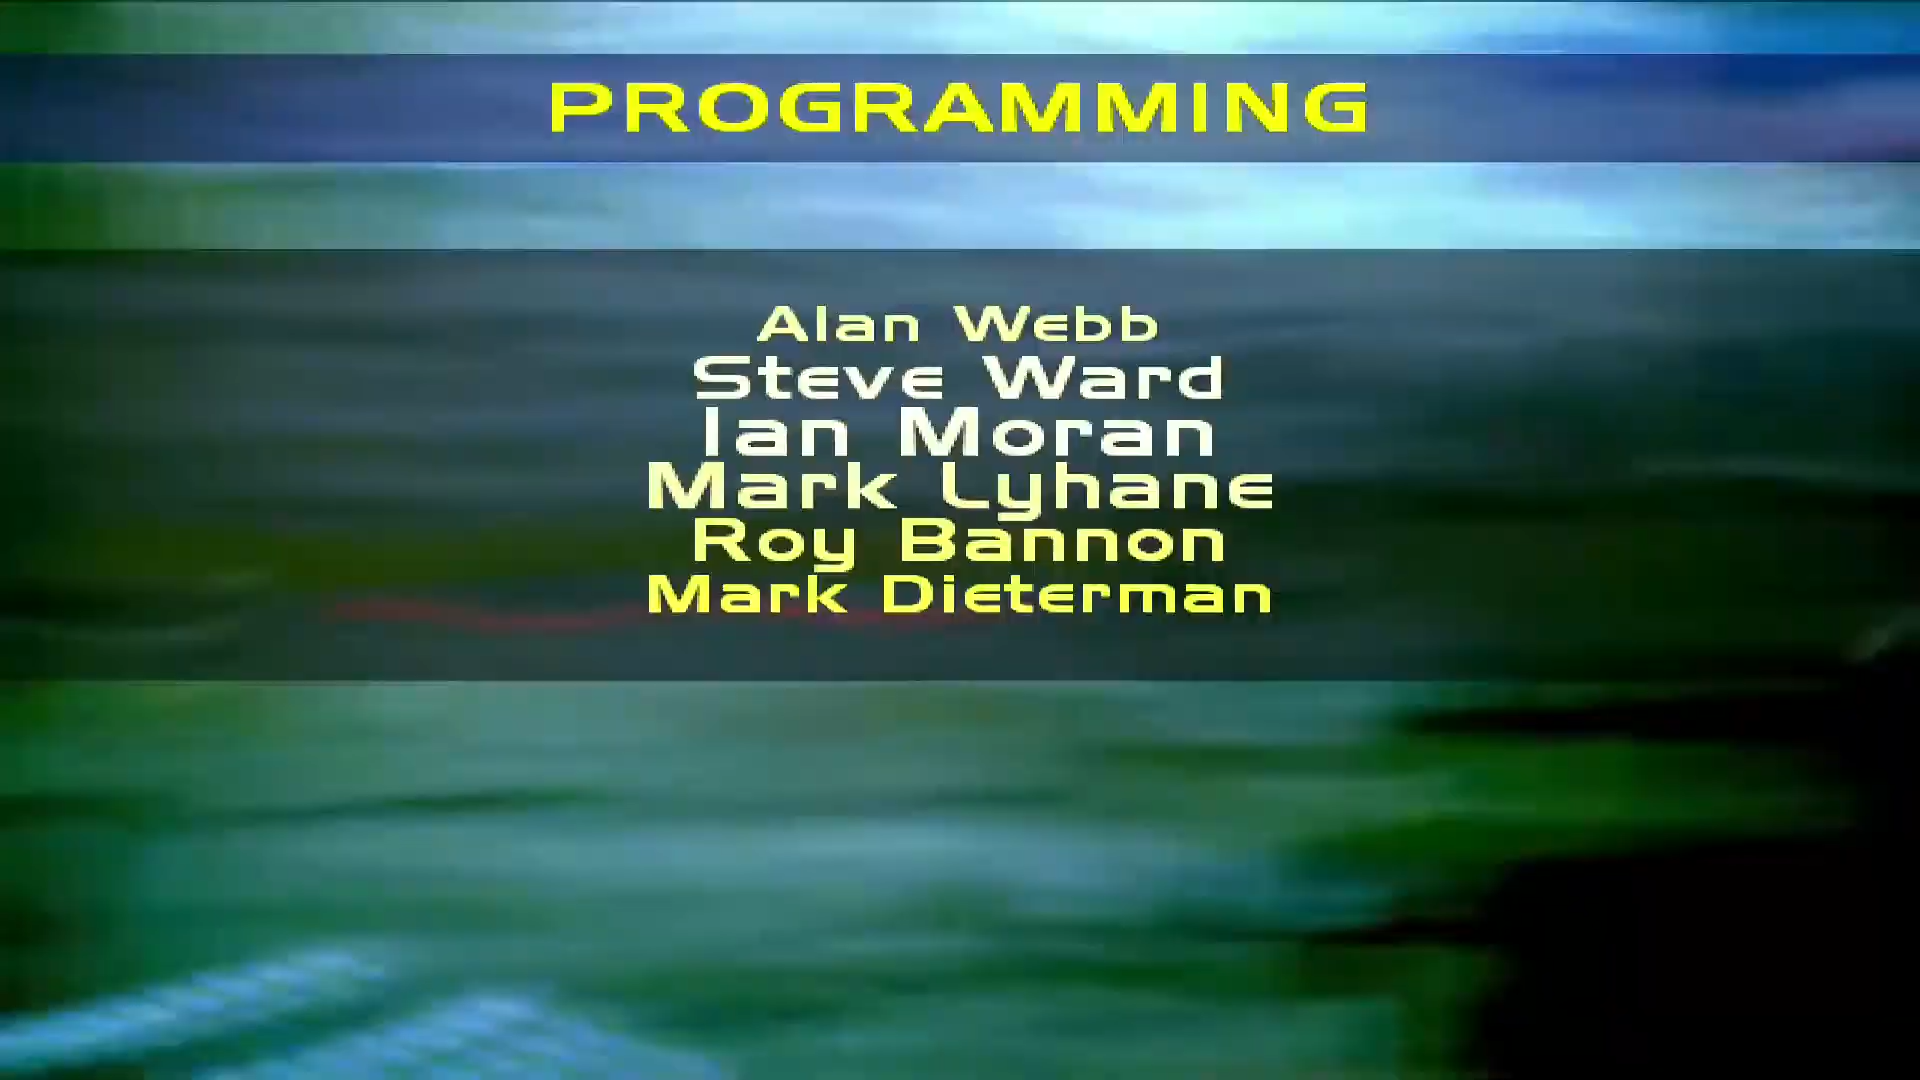 PROGRAMMING
Alan Webb
Steve Ward
Ian Moran
Mark Lyhane
Roy Bannon
Mark Dieterman